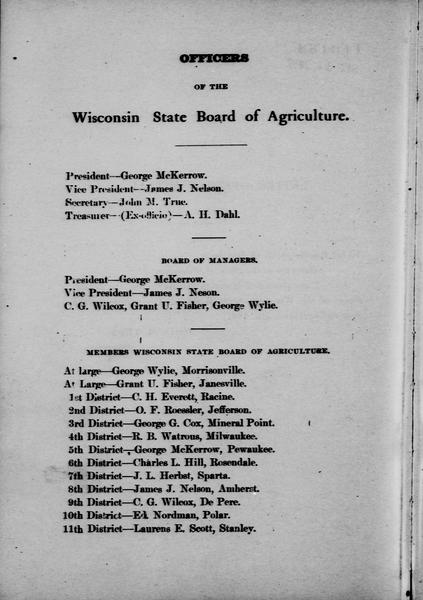 OFFICERS
OF THE
Wisconsin State Board of Agriculture.
President—George McKerrow.
Vice President—James J. Nelson.
Secretary—John M. True.
Treasurer—(Ex-officio)—A. H. Dahl.
BOARD OF MANAGERS.
President—George McKerrow.
Vice President—James J. Neson.
C. G. Wilcox, Grant U. Fisher, George Wylie.
MEMBERS WISCONSIN STATE BOARD OF AGRICULTURE.
At large—George Wylie, Morrisonville.
At Large—Grant U. Fisher, Janesville.
1st District—C. H. Everett, Racine.
2nd District—O. F. Roessler, Jefferson.
3rd District—George G. Cox, Mineral Point.
4th District—R. B. Watrous, Milwaukee.
5th District—George McKerrow, Pewaukee.
6th District—Charles L. Hill, Rosendale.
7th District—J. L. Herbst, Sparta.
8th District—James J. Nelson, Amherst.
9th District—C. G. Wilcox, De Pere.
10th District—Ed. Nordman, Polar.
11th District—Laurens E. Scott, Stanley.